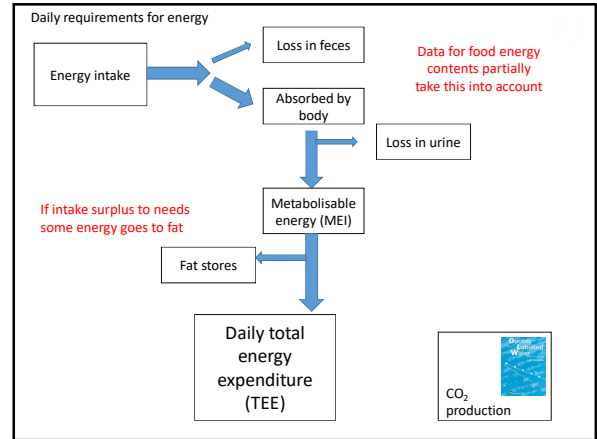 Daily requirements for energy
Loss in feces
Energy intake
Data for food energy
contents partially
take this into account
Absorbed by
body
Loss in urine
If intake surplus to needs
some energy goes to fat
Metabolisable
energy (MEI)
Fat stores
Daily total
energy
expenditure
(TEE)
Doubly
Labelled
Water
CO₂
production